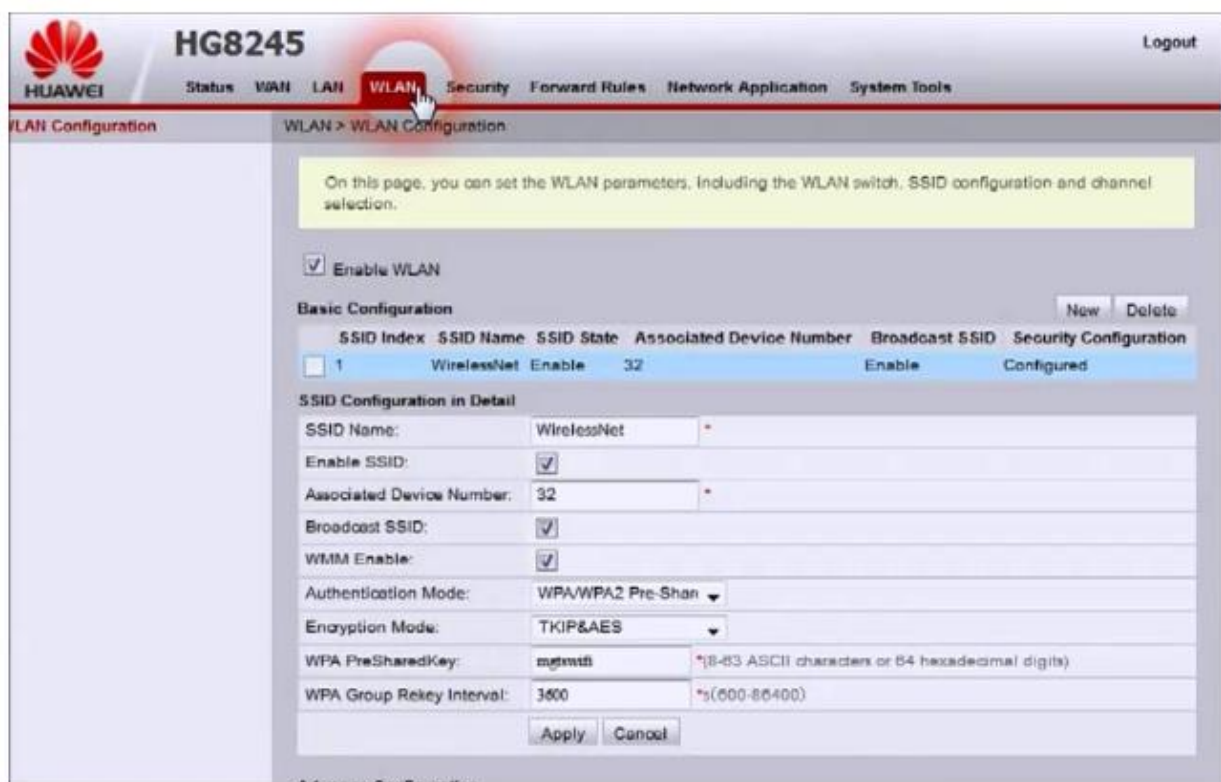 HUAWEI
HG8245
Logout
Status WAN LAN WLAN Security Forward Rules Network Application System Tools
LAN Configuration
WLAN > WLAN Configuration
On this page, you can set the WLAN parameters, including the WLAN switch, SSID configuration and channel
selection.
Enable WLAN
Basic Configuration
New Delete
SSID Index SSID Name SSID State Associated Device Number Broadcast SSID Security Configuration
1 WirelessNet Enable 32 Enable Configured
SSID Configuration in Detail
SSID Name: WirelessNet *
Enable SSID:
Associated Device Number: 32 *
Broadcast SSID:
WMM Enable:
Authentication Mode: WPA/WPA2 Pre-Shar
Encryption Mode: TKIP&AES
WPA PreSharedKey: *(8-63 ASCII characters or 64 hexadecimal digits)
WPA Group Rekey Interval: 3600 *s(600-86400)
Apply Cancel